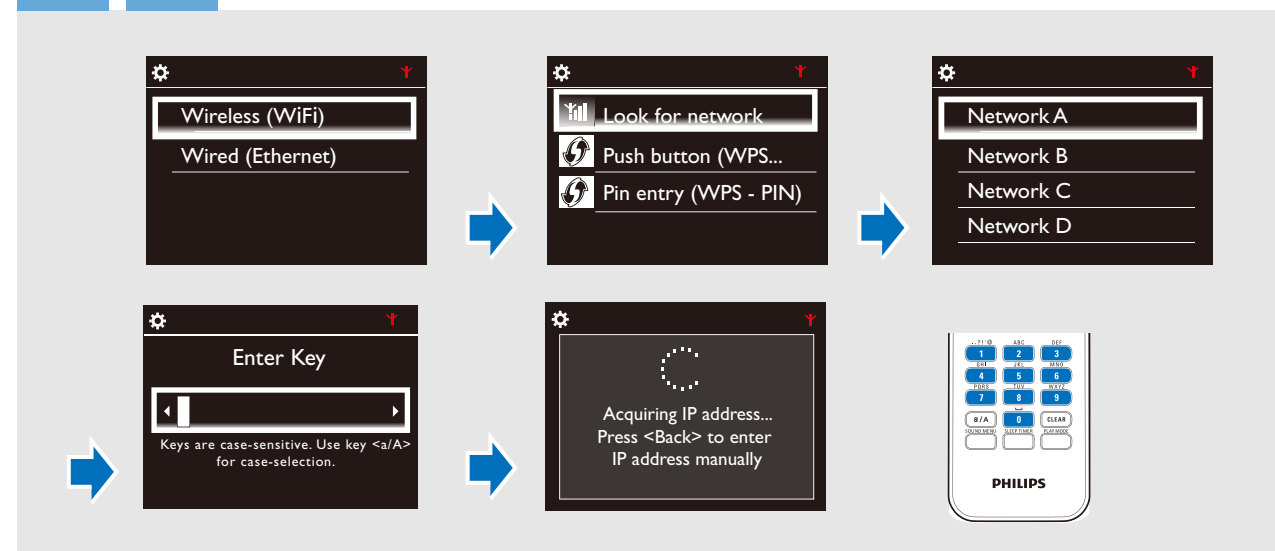 Wireless (WiFi)
Wired (Ethernet)
Look for network
Push button (WPS...
Pin entry (WPS - PIN)
Network A
Network B
Network C
Network D
Enter Key
Keys are case-sensitive. Use key <a/A>
for case-selection.
Acquiring IP address...
Press <Back> to enter
IP address manually
..?!'@ ABC DEF
1 2 3
GHI JKL MNO
4 5 6
PQRS TUV WXYZ
7 8 9
a/A 0 CLEAR
SOUND MENU SLEEP TIMER PLAY MODE
PHILIPS